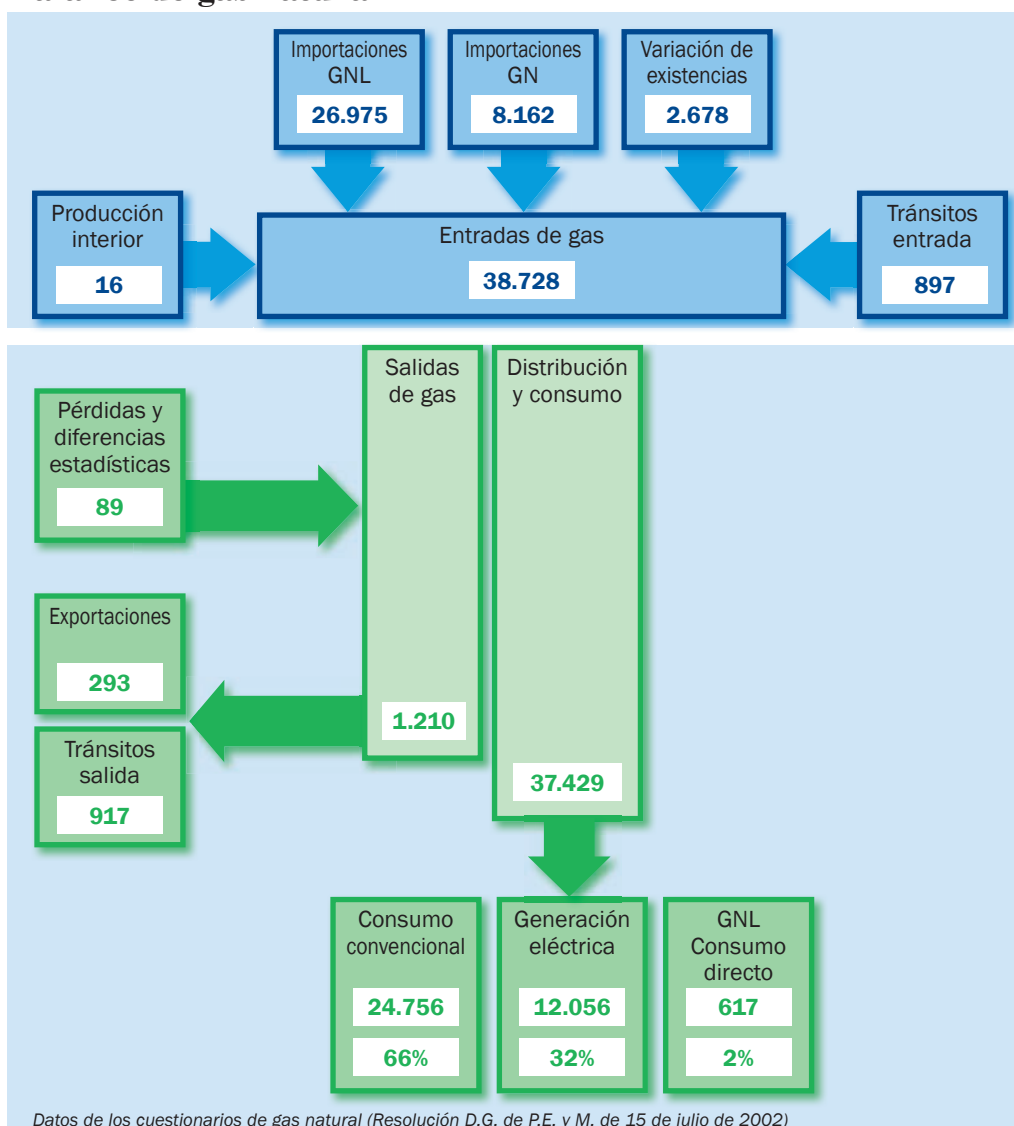 Importaciones
GNL
26.975
Importaciones
GN
8.162
Variación de
existencias
2.678
Producción
interior
16
Entradas de gas
38.728
Tránsitos
entrada
897
Salidas
de gas
1.210
Distribución
y consumo
37.429
Pérdidas y
diferencias
estadísticas
89
Exportaciones
293
Tránsitos
salida
917
Consumo
convencional
24.756
66%
Generación
eléctrica
12.056
32%
GNL
Consumo
directo
617
2%
Datos de los cuestionarios de gas natural (Resolución D.G. de P.E. y M. de 15 de julio de 2002)